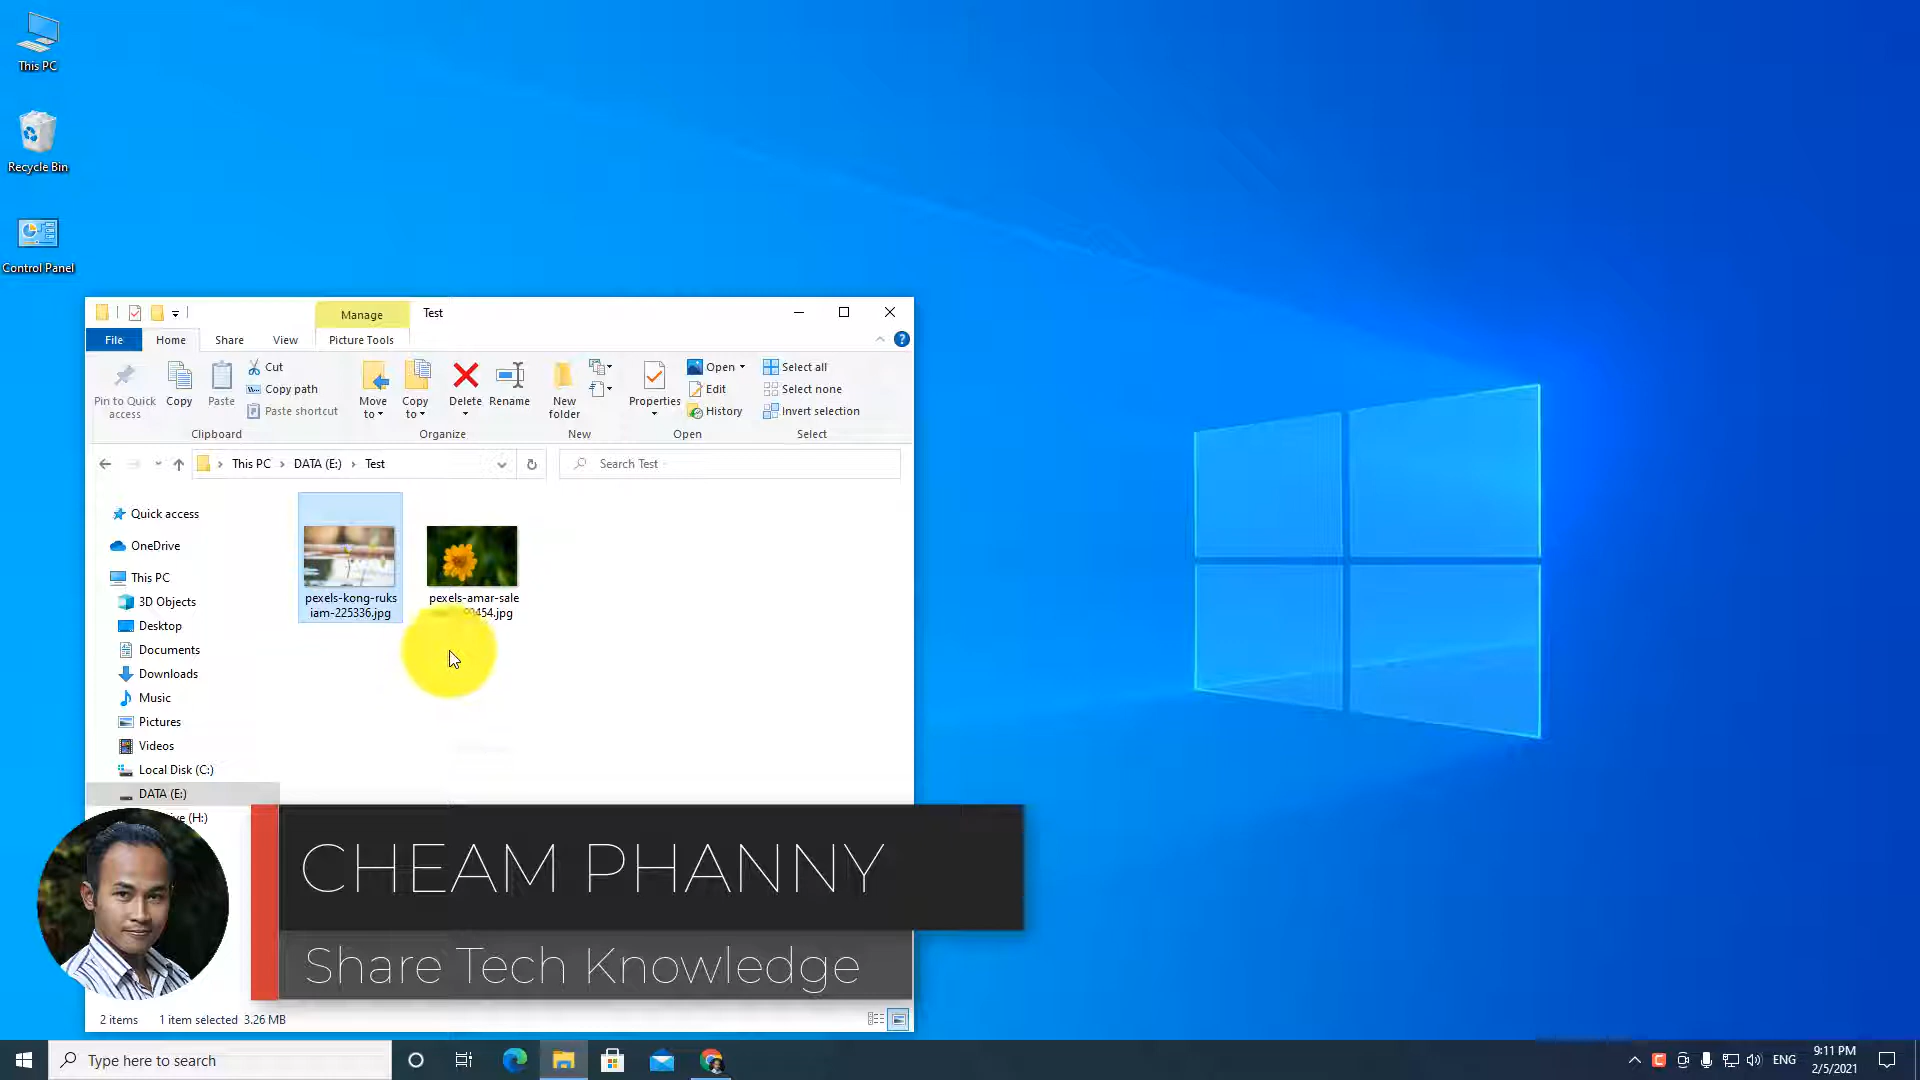 This PC
Recycle Bin
Control Panel
Manage
Test
File
Home
Share
View
Picture Tools
Pin to Quick access
Copy
Paste
Cut
Copy path
Paste shortcut
Clipboard
Move to
Copy to
Delete
Rename
Organize
New folder
New
Properties
Open
Edit
History
Open
Select all
Select none
Invert selection
Select
This PC
DATA (E:)
Test
Search Test
Quick access
OneDrive
This PC
3D Objects
Desktop
Documents
Downloads
Music
Pictures
Videos
Local Disk (C:)
DATA (E:)
(H:)
pexels-kong-ruks
iam-225336.jpg
pexels-amar-sale
CHEAM PHANNY
Share Tech Knowledge
2 items
1 item selected 3.26 MB
Type here to search
ENG
9:11 PM
2/5/2021